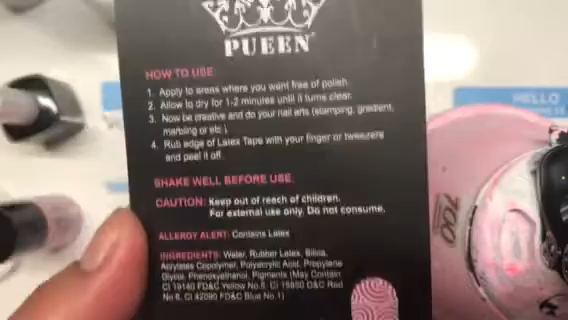 PUEEN
HOW TO USE:
1. Apply to areas where you want free of polish.
2. Allow to dry for 1-2 minutes until it turns clear.
3. Now be creative and do your nail arts (stamping, gradient,
marbling or etc.)
4. Rub edge of Latex Tape with your finger or tweezers
and peel it off.
SHAKE WELL BEFORE USE.
CAUTION: Keep out of reach of children.
For external use only. Do not consume.
ALLERGY ALERT: Contains Latex
INGREDIENTS: Water, Rubber Latex, Silica,
Acrylates Copolymer, Polyacrylic Acid, Propylene
Glycol, Phenoxyethanol, Pigments (May Contain
CI 19140 FD&C Yellow No.5, CI 15850 D&C Red
No.6, CI 42090 FD&C Blue No.1)
HELLO
700